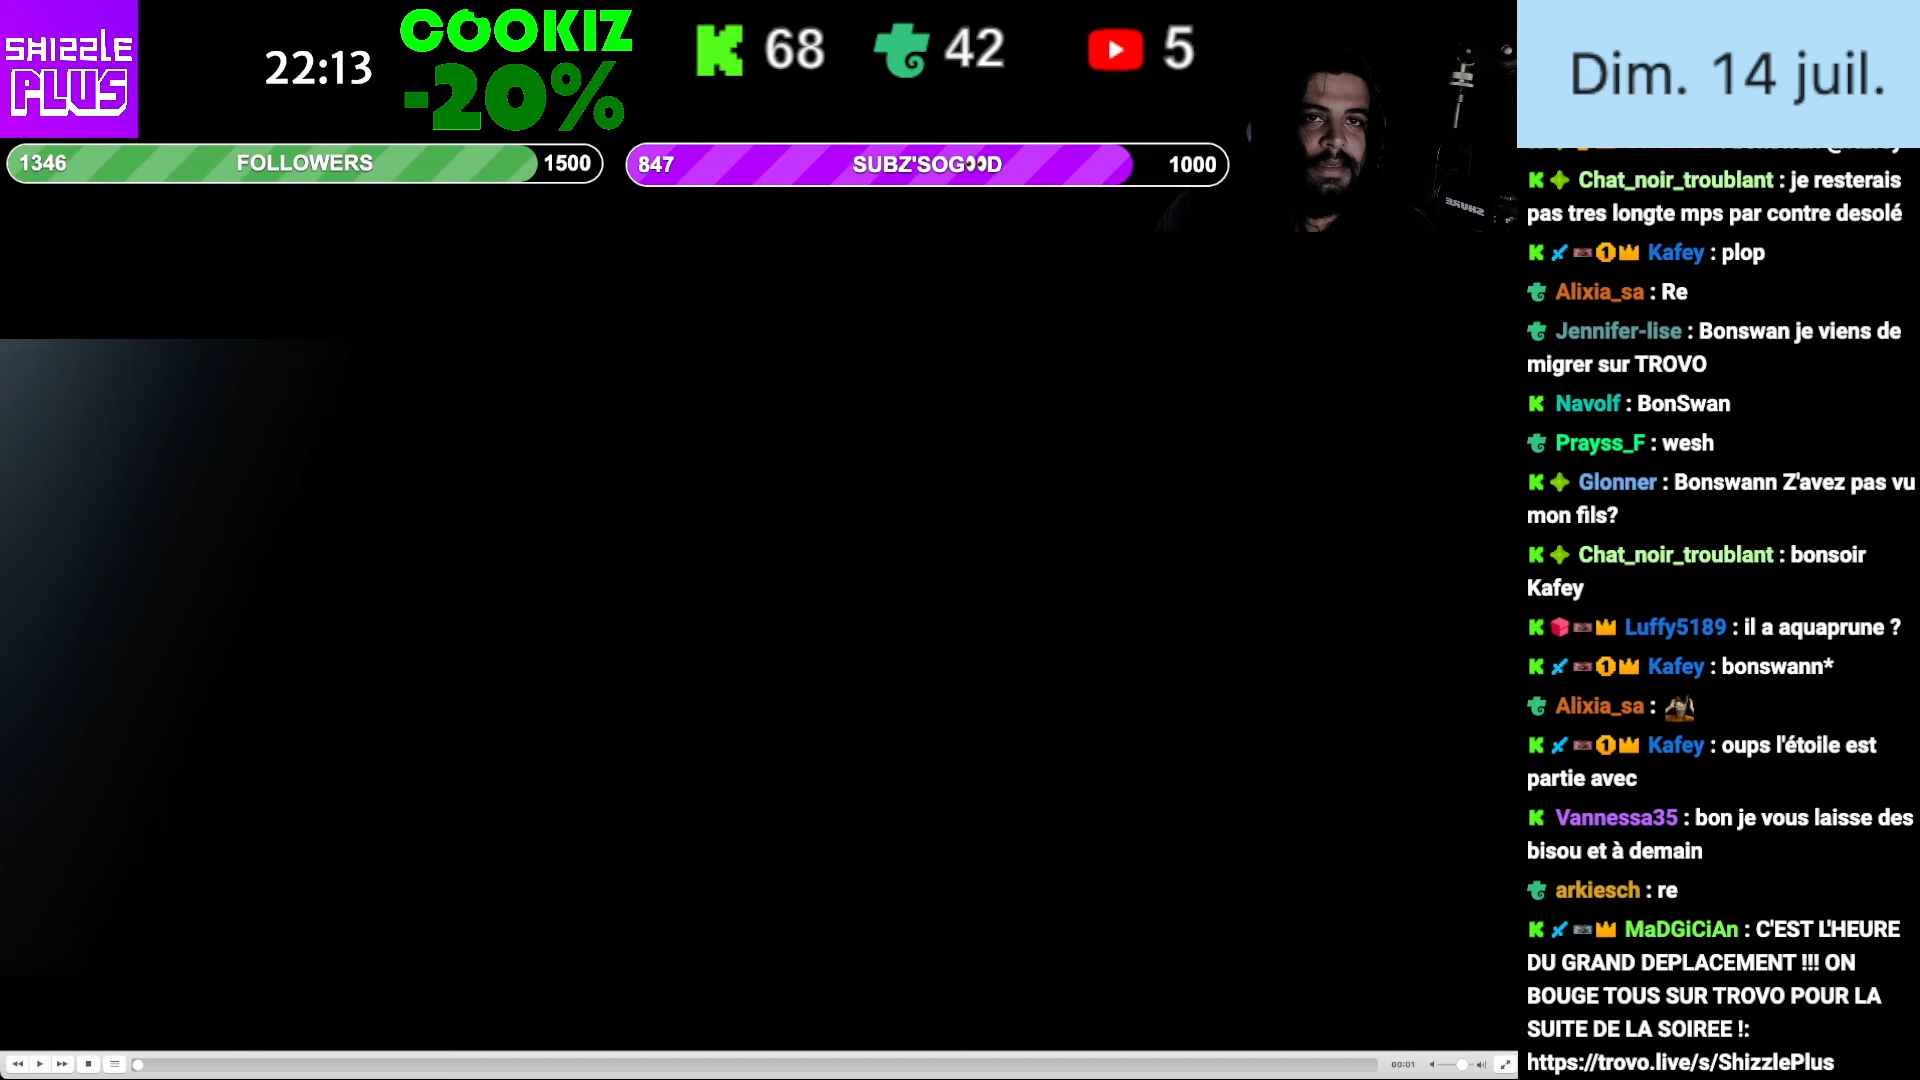 SHIZZLE
PLUS
22:13
COOKIZ
-20%
68
42
5
1346 FOLLOWERS 1500
847 SUBZ'SOG👀D 1000
SHURE
Dim. 14 juil.
Chat_noir_troublant : je resterais
pas tres longte mps par contre desolé
Kafey : plop
Alixia_sa : Re
Jennifer-lise : Bonswan je viens de
migrer sur TROVO
Navolf : BonSwan
Prayss_F : wesh
Glonner : Bonswann Z'avez pas vu
mon fils?
Chat_noir_troublant : bonsoir
Kafey
Luffy5189 : il a aquaprune ?
Kafey : bonswann*
Alixia_sa :
Kafey : oups l'étoile est
partie avec
Vannessa35 : bon je vous laisse des
bisou et à demain
arkiesch : re
MaDGiCiAn : C'EST L'HEURE
DU GRAND DEPLACEMENT !!! ON
BOUGE TOUS SUR TROVO POUR LA
SUITE DE LA SOIREE !:
https://trovo.live/s/ShizzlePlus
00:01